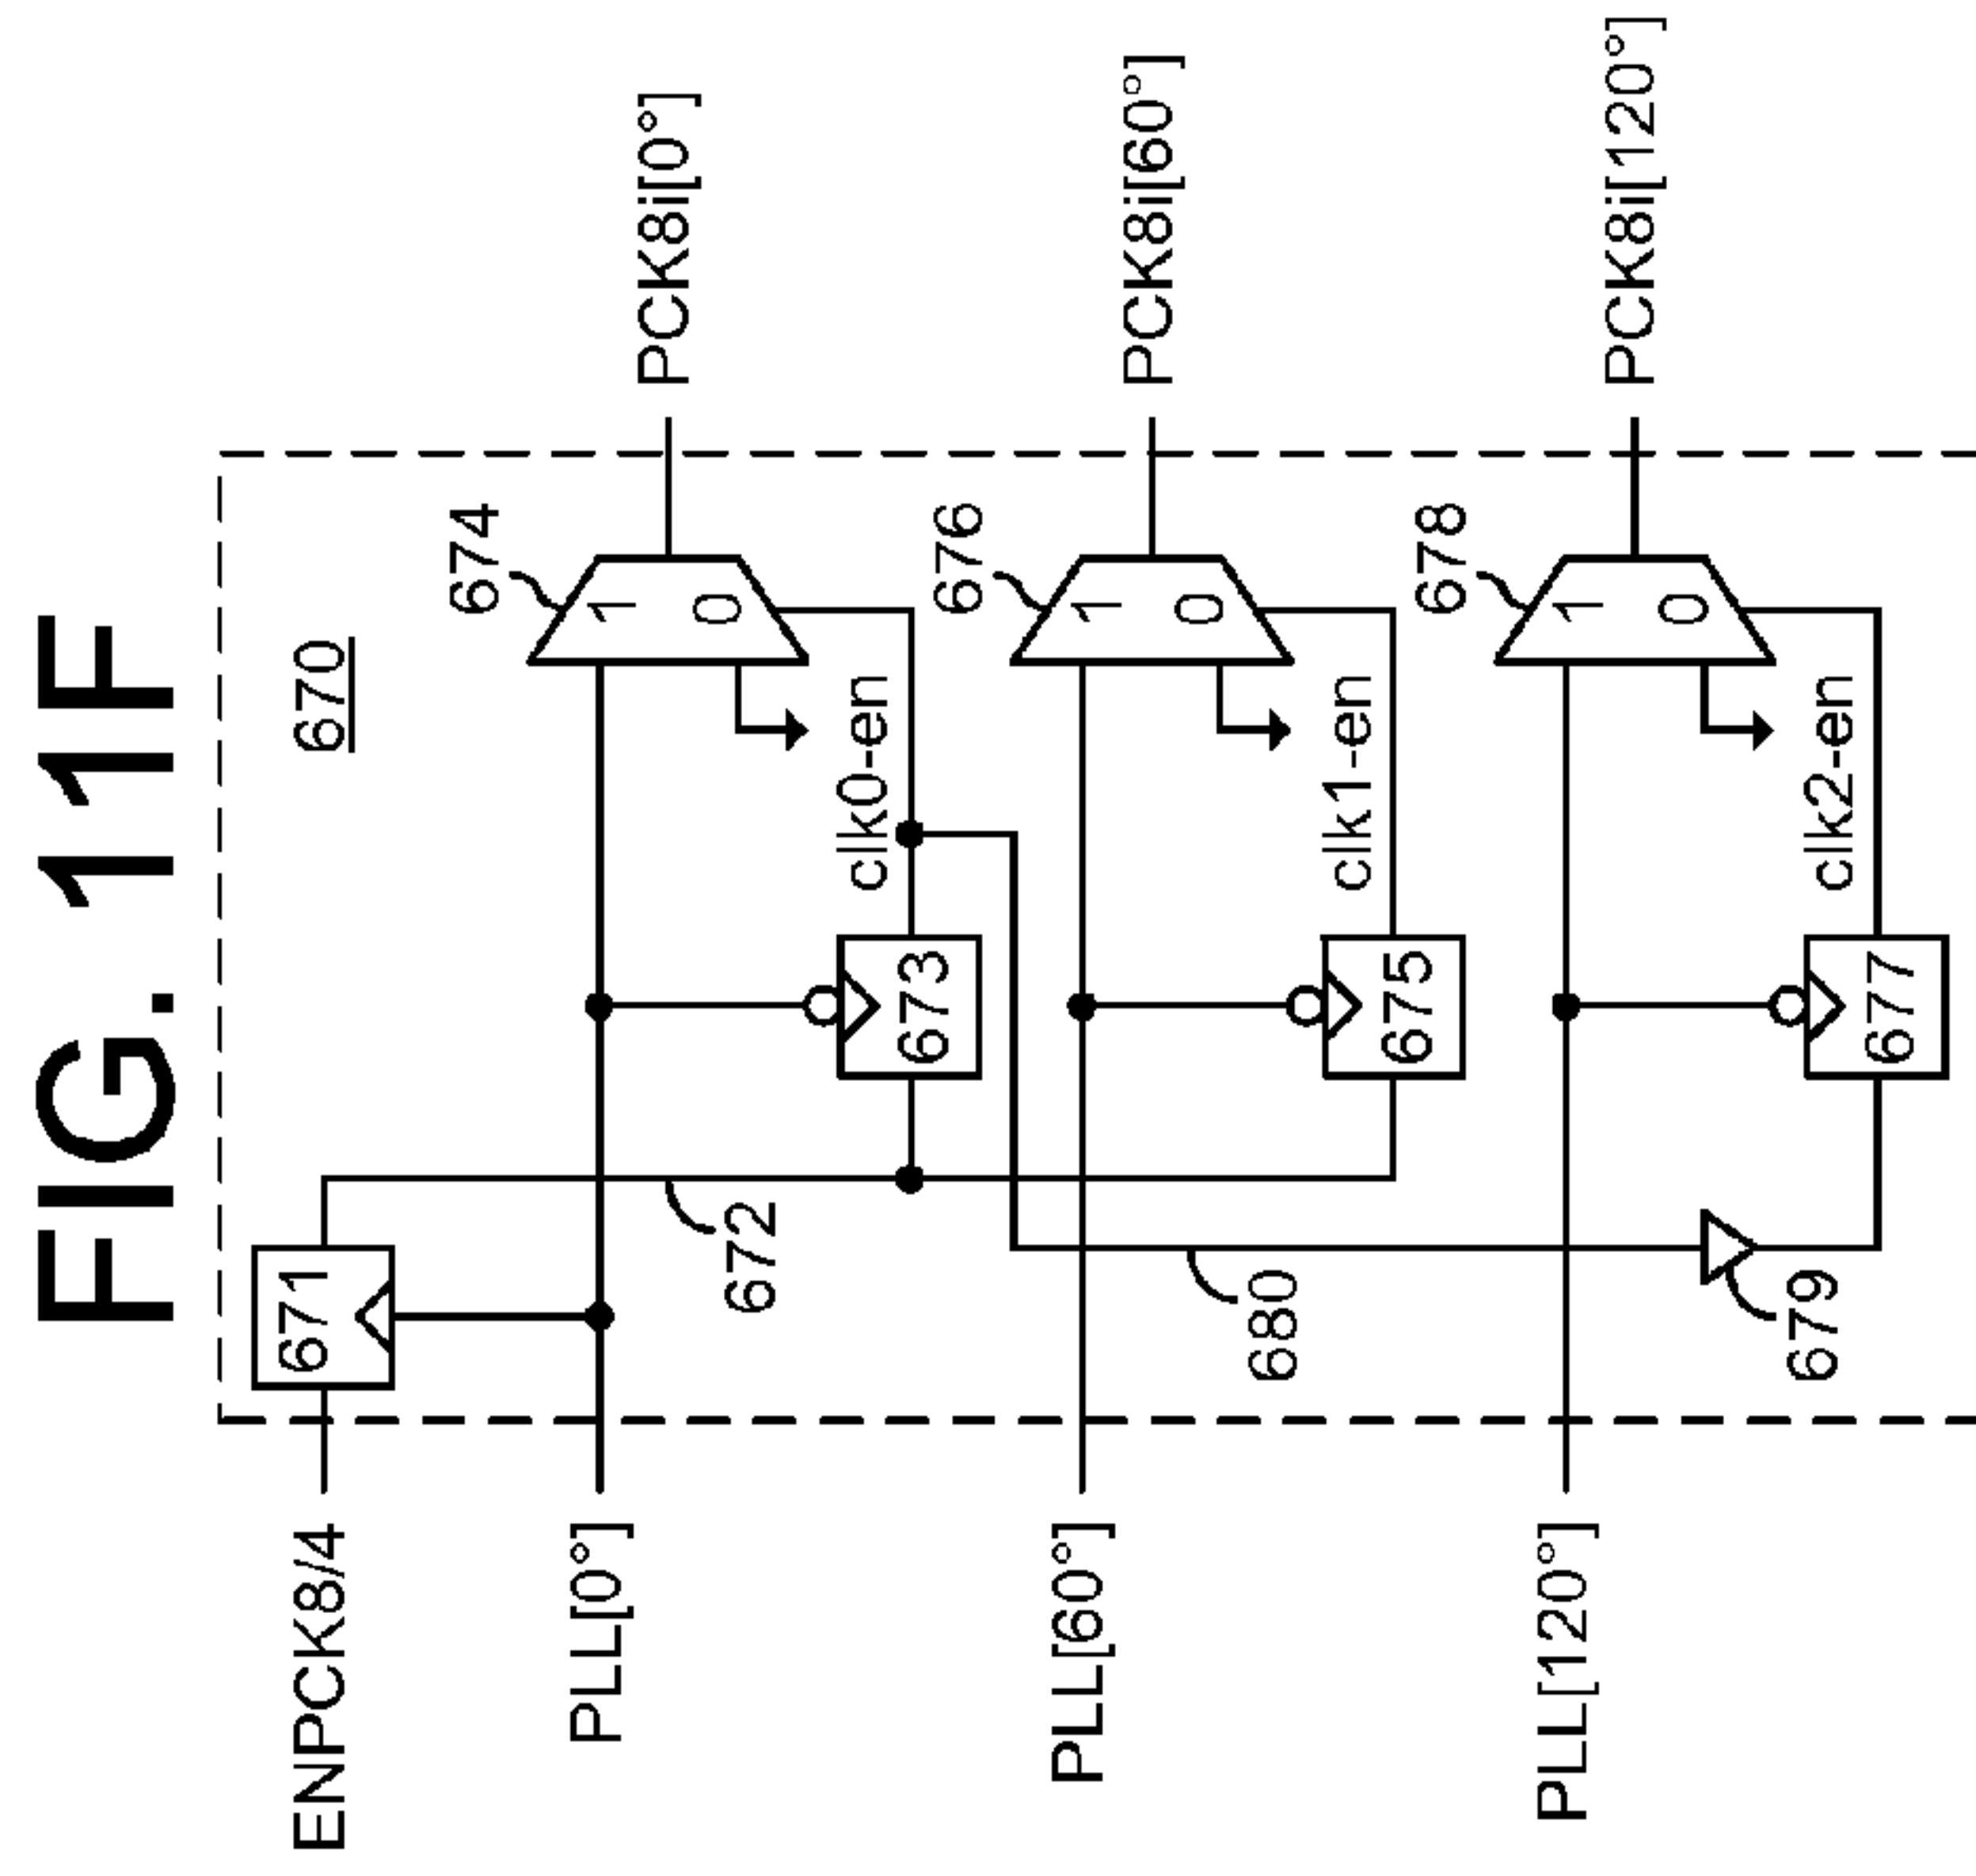 FIG. 11F
670
ENPCK8/4
671
PLL[0°]
672
674
1
0
PCK8i[0°]
clk0-en
673
PLL[60°]
680
676
1
0
PCK8i[60°]
clk1-en
675
PLL[120°]
679
678
1
0
PCK8i[120°]
clk2-en
677